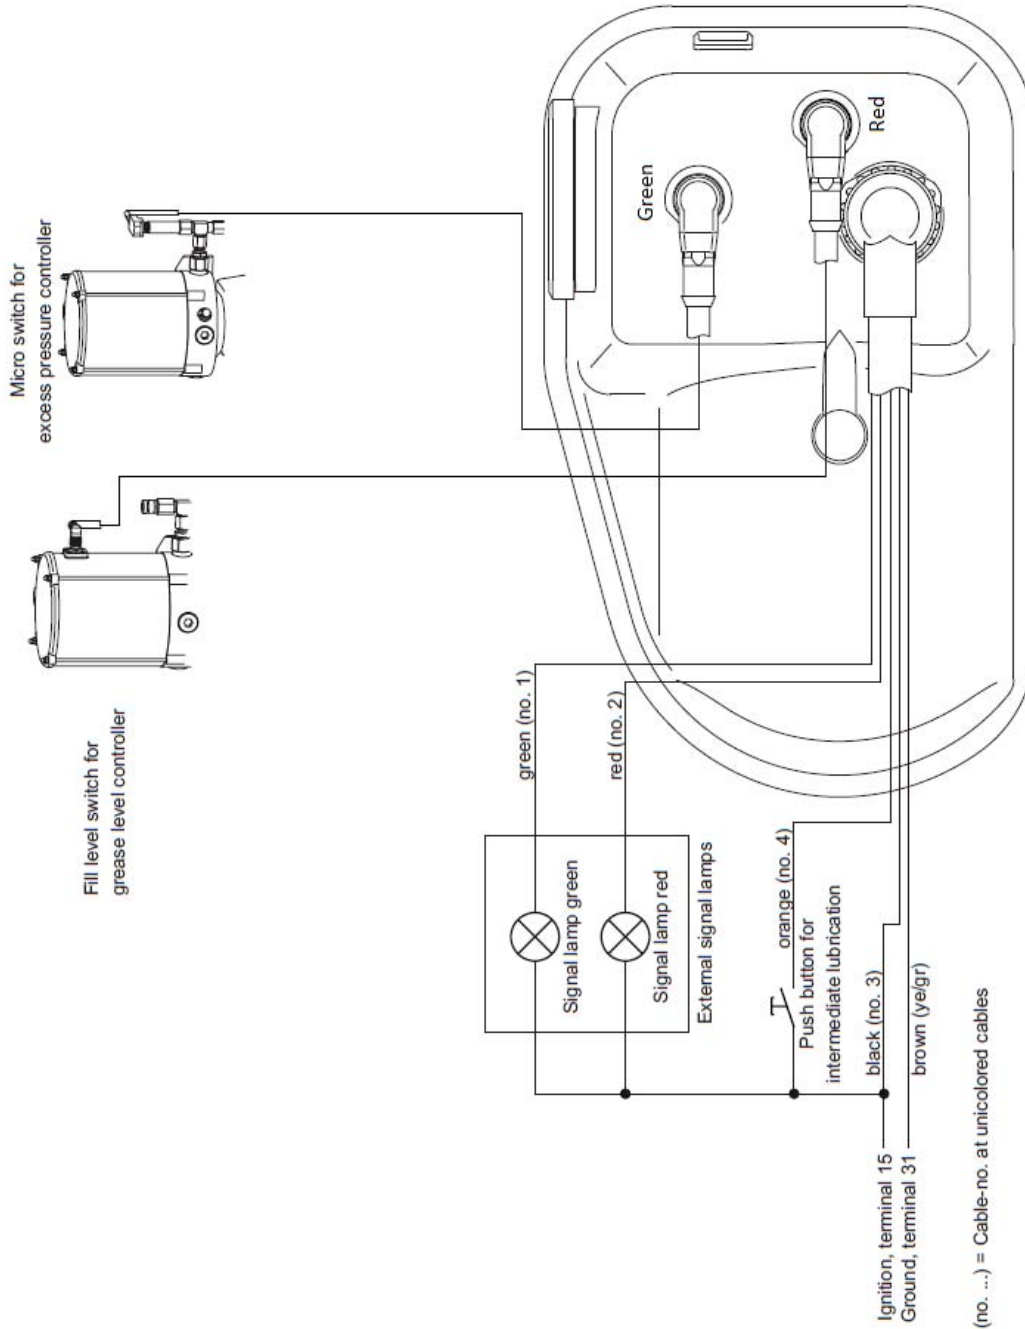 Micro switch for
excess pressure controller
Fill level switch for
grease level controller
Green
Red
green (no. 1)
red (no. 2)
Signal lamp green
Signal lamp red
External signal lamps
orange (no. 4)
Push button for
intermediate lubrication
black (no. 3)
brown (ye/gr)
Ignition, terminal 15
Ground, terminal 31
(no. ...) = Cable-no. at unicolored cables